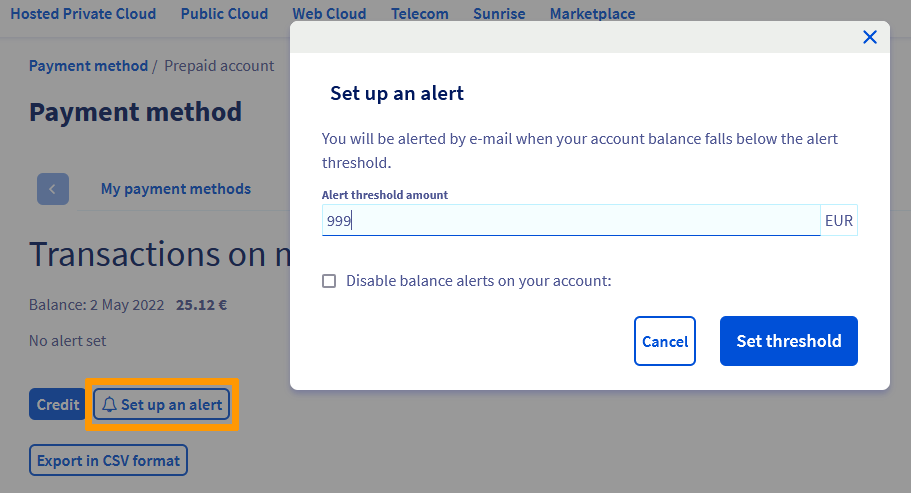 Hosted Private Cloud Public Cloud Web Cloud Telecom Sunrise Marketplace
Payment method / Prepaid account
Payment method
My payment methods
Transactions on
Balance: 2 May 2022 25.12 €
No alert set
Credit Set up an alert
Export in CSV format
Set up an alert
You will be alerted by e-mail when your account balance falls below the alert
threshold.
Alert threshold amount
999 EUR
Disable balance alerts on your account:
Cancel Set threshold